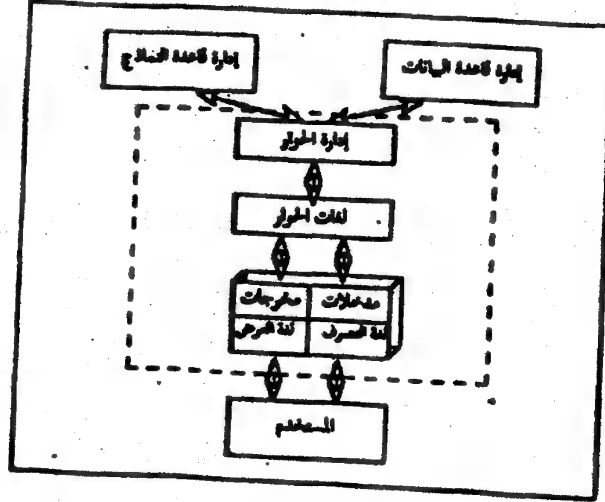 إدارة قاعدة البيانات
إدارة قاعدة النماذج
إدارة الحوار
لغات الحوار
مدخلات
مخرجات
لغة التصرف
لغة العرض
المستخدم